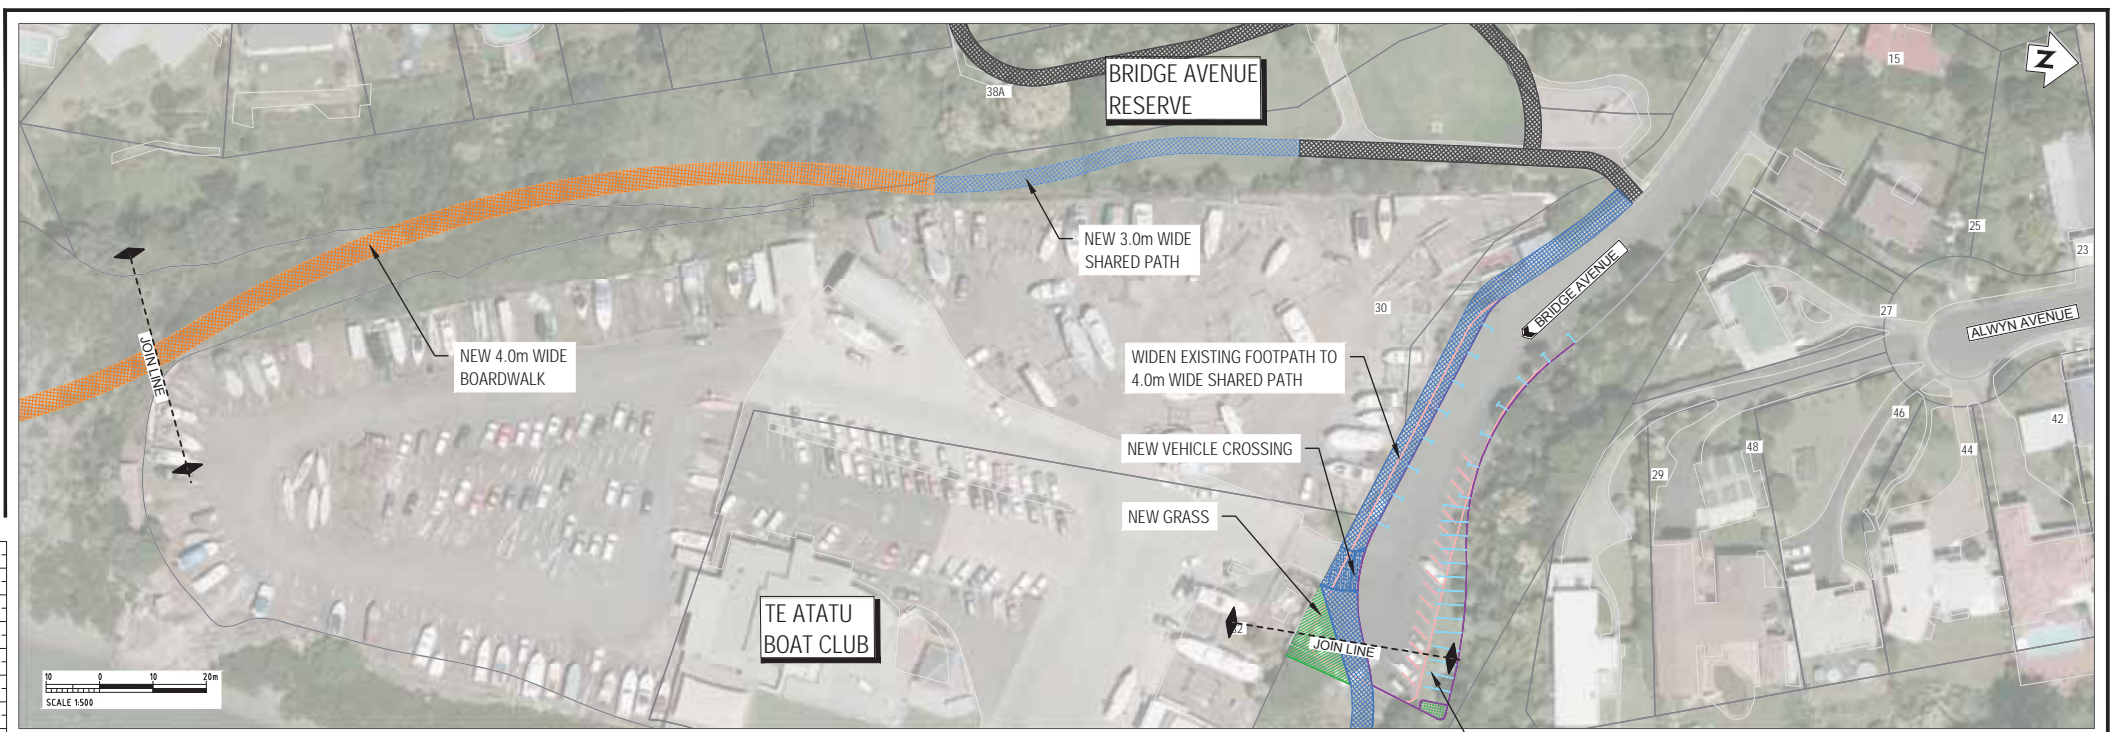 BRIDGE AVENUE
RESERVE
38A
15
N
NEW 3.0m WIDE
SHARED PATH
25
23
BRIDGE AVENUE
30
27
ALWYN AVENUE
JOIN LINE
NEW 4.0m WIDE
BOARDWALK
WIDEN EXISTING FOOTPATH TO
4.0m WIDE SHARED PATH
46
42
48
44
NEW VEHICLE CROSSING
29
NEW GRASS
TE ATATU
BOAT CLUB
32
JOIN LINE
10 0 10 20m
SCALE 1:500